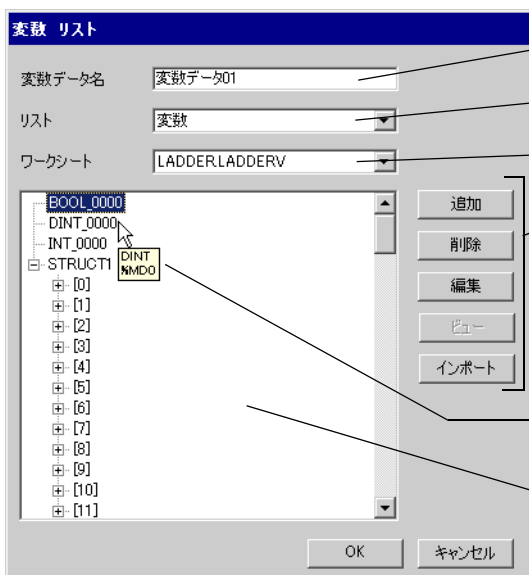 変数 リスト
変数データ名
変数データ01
リスト
変数
ワークシート
LADDER.LADDERV
BOOL_0000
DINT_0000
INT_0000
DINT
%MD0
STRUCT1
[0]
[1]
[2]
[3]
[4]
[5]
[6]
[7]
[8]
[9]
[10]
[11]
追加
削除
編集
ビュー
インポート
OK
キャンセル